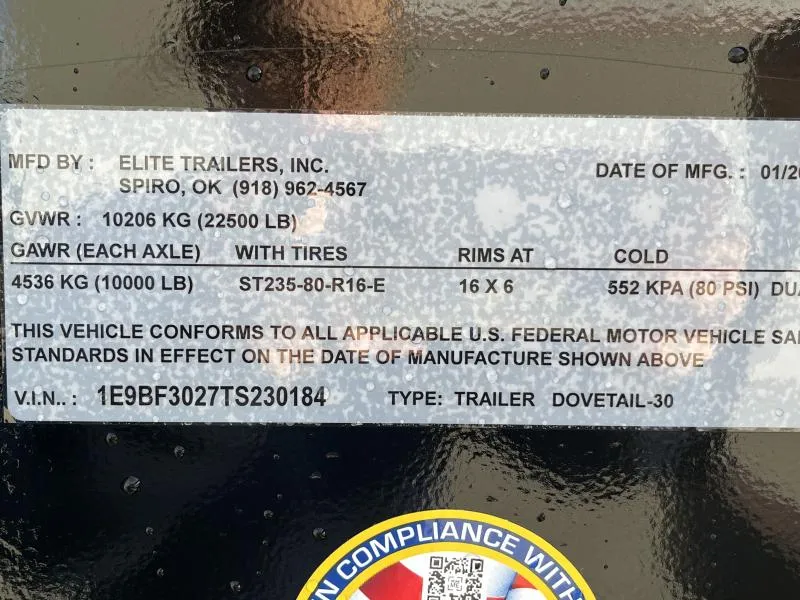 MFD BY : ELITE TRAILERS, INC.
SPIRO, OK (918) 962-4567
DATE OF MFG. : 01/20
GVWR : 10206 KG (22500 LB)
GAWR (EACH AXLE) WITH TIRES RIMS AT COLD
4536 KG (10000 LB) ST235-80-R16-E 16 X 6 552 KPA (80 PSI) DUA
THIS VEHICLE CONFORMS TO ALL APPLICABLE U.S. FEDERAL MOTOR VEHICLE SA
STANDARDS IN EFFECT ON THE DATE OF MANUFACTURE SHOWN ABOVE
V.I.N.. : 1E9BF3027TS230184 TYPE: TRAILER DOVETAIL-30
IN COMPLIANCE WITH